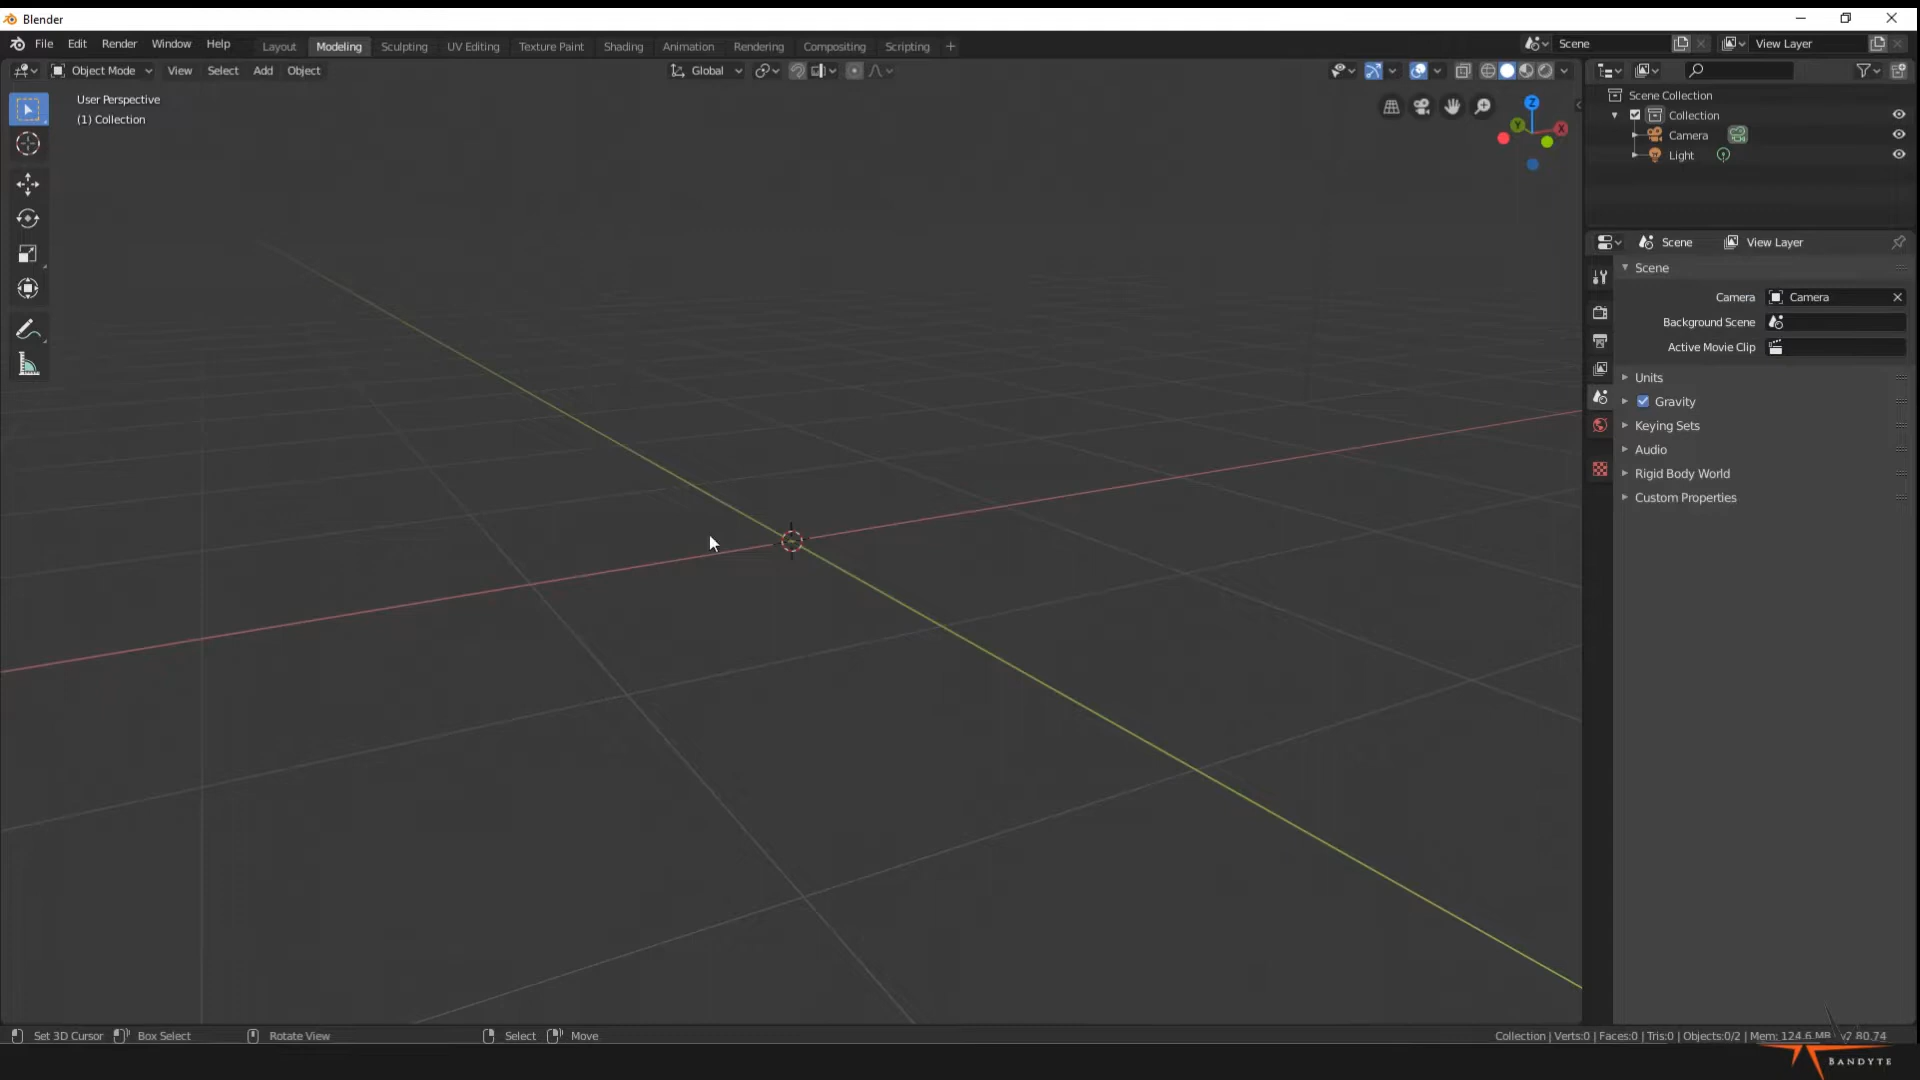 Blender
File Edit Render Window Help Layout Modeling Sculpting UV Editing Texture Paint Shading Animation Rendering Compositing Scripting + Scene View Layer
Object Mode View Select Add Object Global
User Perspective
(1) Collection
Z
Y
X
Scene Collection
Collection
Camera
Light
Scene View Layer
Scene
Camera Camera
Background Scene
Active Movie Clip
Units
Gravity
Keying Sets
Audio
Rigid Body World
Custom Properties
Set 3D Cursor Box Select Rotate View Select Move Collection | Verts:0 | Faces:0 | Tris:0 | Objects:0/2 | Mem: 124.6 MB
BANDYTE